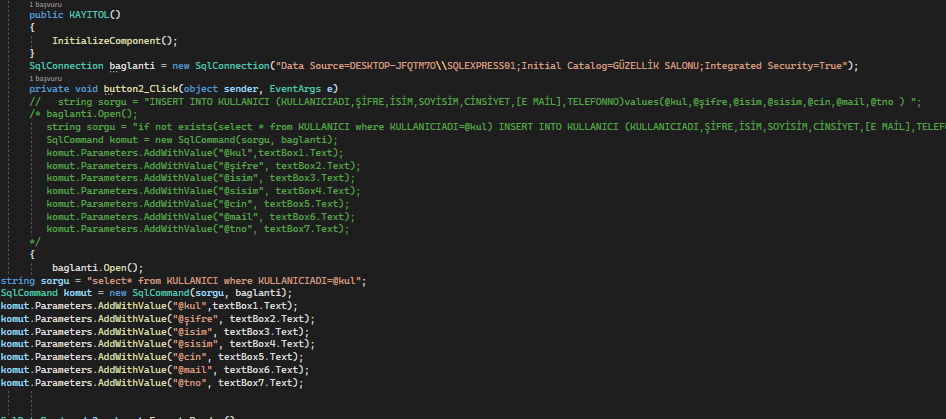 1 başvuru
public KAYITOL()
{
InitializeComponent();
}
SqlConnection baglanti = new SqlConnection("Data Source=DESKTOP-JFQTM7O\\SQLEXPRESS01;Initial Catalog=GÜZELLİK SALONU;Integrated Security=True");
1 başvuru
private void button2_Click(object sender, EventArgs e)
//   string sorgu = "INSERT INTO KULLANICI (KULLANICIADI,ŞİFRE,İSİM,SOYİSİM,CİNSİYET,[E MAİL],TELEFONNO)values(@kul,@şifre,@isim,@sisim,@cin,@mail,@tno ) ";
/* baglanti.Open();
string sorgu = "if not exists(select * from KULLANICI where KULLANICIADI=@kul) INSERT INTO KULLANICI (KULLANICIADI,ŞİFRE,İSİM,SOYİSİM,CİNSİYET,[E MAİL],TELEFO
SqlCommand komut = new SqlCommand(sorgu, baglanti);
komut.Parameters.AddWithValue("@kul",textBox1.Text);
komut.Parameters.AddWithValue("@şifre", textBox2.Text);
komut.Parameters.AddWithValue("@isim", textBox3.Text);
komut.Parameters.AddWithValue("@sisim", textBox4.Text);
komut.Parameters.AddWithValue("@cin", textBox5.Text);
komut.Parameters.AddWithValue("@mail", textBox6.Text);
komut.Parameters.AddWithValue("@tno", textBox7.Text);
*/
{
baglanti.Open();
string sorgu = "select* from KULLANICI where KULLANICIADI=@kul";
SqlCommand komut = new SqlCommand(sorgu, baglanti);
komut.Parameters.AddWithValue("@kul",textBox1.Text);
komut.Parameters.AddWithValue("@şifre", textBox2.Text);
komut.Parameters.AddWithValue("@isim", textBox3.Text);
komut.Parameters.AddWithValue("@sisim", textBox4.Text);
komut.Parameters.AddWithValue("@cin", textBox5.Text);
komut.Parameters.AddWithValue("@mail", textBox6.Text);
komut.Parameters.AddWithValue("@tno", textBox7.Text);